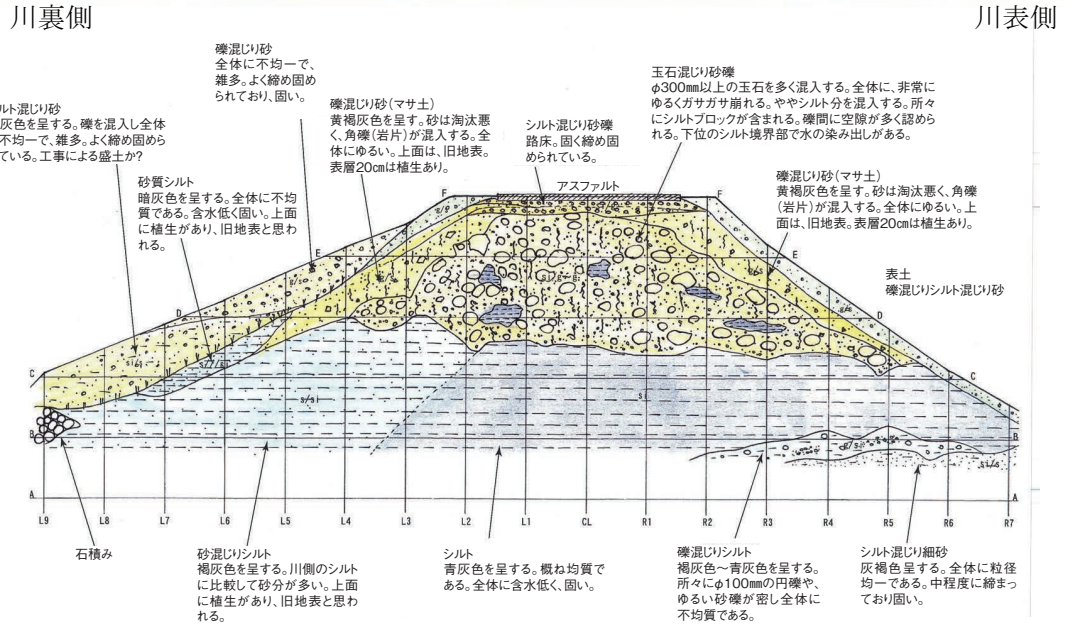 川裏側
川表側
礫混じり砂
全体に不均一で、
雑多。よく締め固め
られており、固い。
ルト混じり砂
灰色を呈する。礫を混入し全体
不均一で、雑多。よく締め固めら
ている。工事による盛土か?
砂質シルト
暗灰色を呈する。全体に不均
質である。含水低く固い。上面
に植生があり、旧地表と思わ
れる。
礫混じり砂(マサ土)
黄褐灰色を呈す。砂は淘汰悪
く、角礫(岩片)が混入する。全
体にゆるい。上面は、旧地表。
表層20㎝は植生あり。
シルト混じり砂礫
路床。固く締め固
められている。
玉石混じり砂礫
φ300mm以上の玉石を多く混入する。全体に、非常に
ゆるくガサガサ崩れる。ややシルト分を混入する。所々
にシルトブロックが含まれる。礫間に空隙が多く認めら
れる。下位のシルト境界部で水の染み出しがある。
礫混じり砂(マサ土)
黄褐灰色を呈す。砂は淘汰悪く、角礫
(岩片)が混入する。全体にゆるい。上
面は、旧地表。表層20㎝は植生あり。
表土
礫混じりシルト混じり砂
アスファルト
F
F
E
E
D
D
C
C
B
B
A
A
g/s
g/s
s/si
si
g/s
si/s
L9 L8 L7 L6 L5 L4 L3 L2 L1 CL R1 R2 R3 R4 R5 R6 R7
石積み
砂混じりシルト
褐灰色を呈する。川側のシルト
に比較して砂分が多い。上面
に植生があり、旧地表と思わ
れる。
シルト
青灰色を呈する。概ね均質で
ある。全体に含水低く、固い。
礫混じりシルト
褐灰色～青灰色を呈する。
所々にφ100mmの円礫や、
ゆるい砂礫が密し全体に
不均質である。
シルト混じり細砂
灰褐色呈する。全体に粒径
均一である。中程度に締まっ
ており固い。